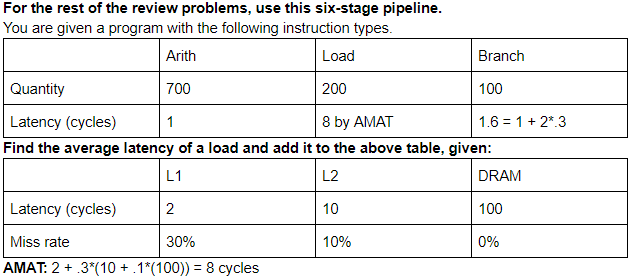 For the rest of the review problems, use this six-stage pipeline.
You are given a program with the following instruction types.
Arith Load Branch
Quantity 700 200 100
Latency (cycles) 1 8 by AMAT 1.6 = 1 + 2*.3
Find the average latency of a load and add it to the above table, given:
L1 L2 DRAM
Latency (cycles) 2 10 100
Miss rate 30% 10% 0%
AMAT: 2 + .3*(10 + .1*(100)) = 8 cycles